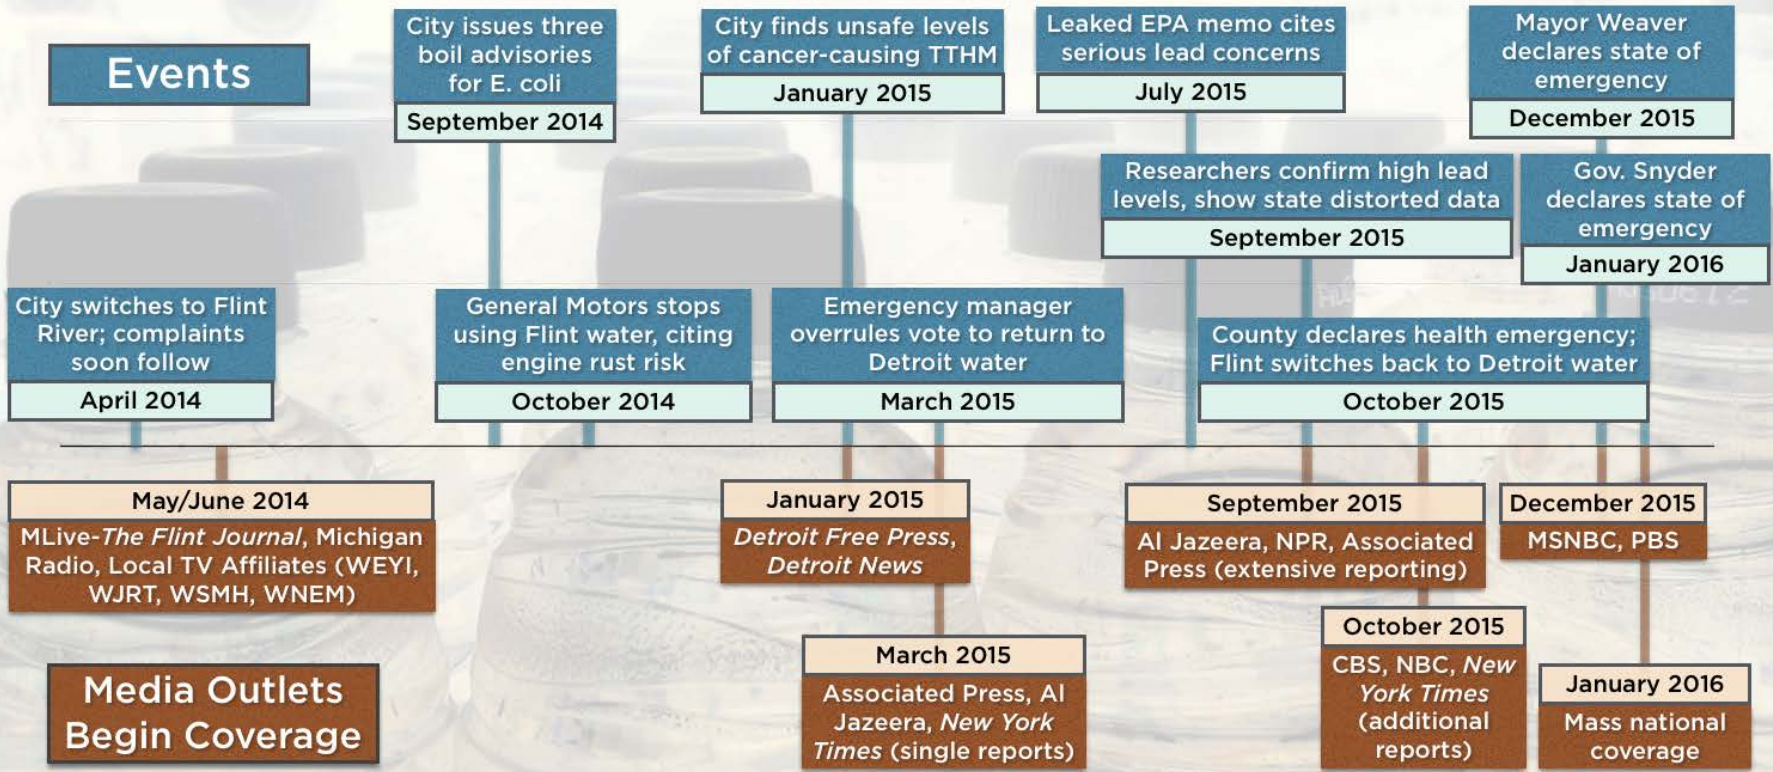 Events
City issues three
boil advisories
for E. coli
September 2014
City finds unsafe levels
of cancer-causing TTHM
January 2015
Leaked EPA memo cites
serious lead concerns
July 2015
Mayor Weaver
declares state of
emergency
December 2015
Researchers confirm high lead
levels, show state distorted data
September 2015
Gov. Snyder
declares state of
emergency
January 2016
City switches to Flint
River; complaints
soon follow
April 2014
General Motors stops
using Flint water, citing
engine rust risk
October 2014
Emergency manager
overrules vote to return to
Detroit water
March 2015
County declares health emergency;
Flint switches back to Detroit water
October 2015
May/June 2014
MLive-The Flint Journal, Michigan
Radio, Local TV Affiliates (WEYI,
WJRT, WSMH, WNEM)
January 2015
Detroit Free Press,
Detroit News
September 2015
Al Jazeera, NPR, Associated
Press (extensive reporting)
December 2015
MSNBC, PBS
March 2015
Associated Press, Al
Jazeera, New York
Times (single reports)
October 2015
CBS, NBC, New
York Times
(additional
reports)
January 2016
Mass national
coverage
Media Outlets
Begin Coverage